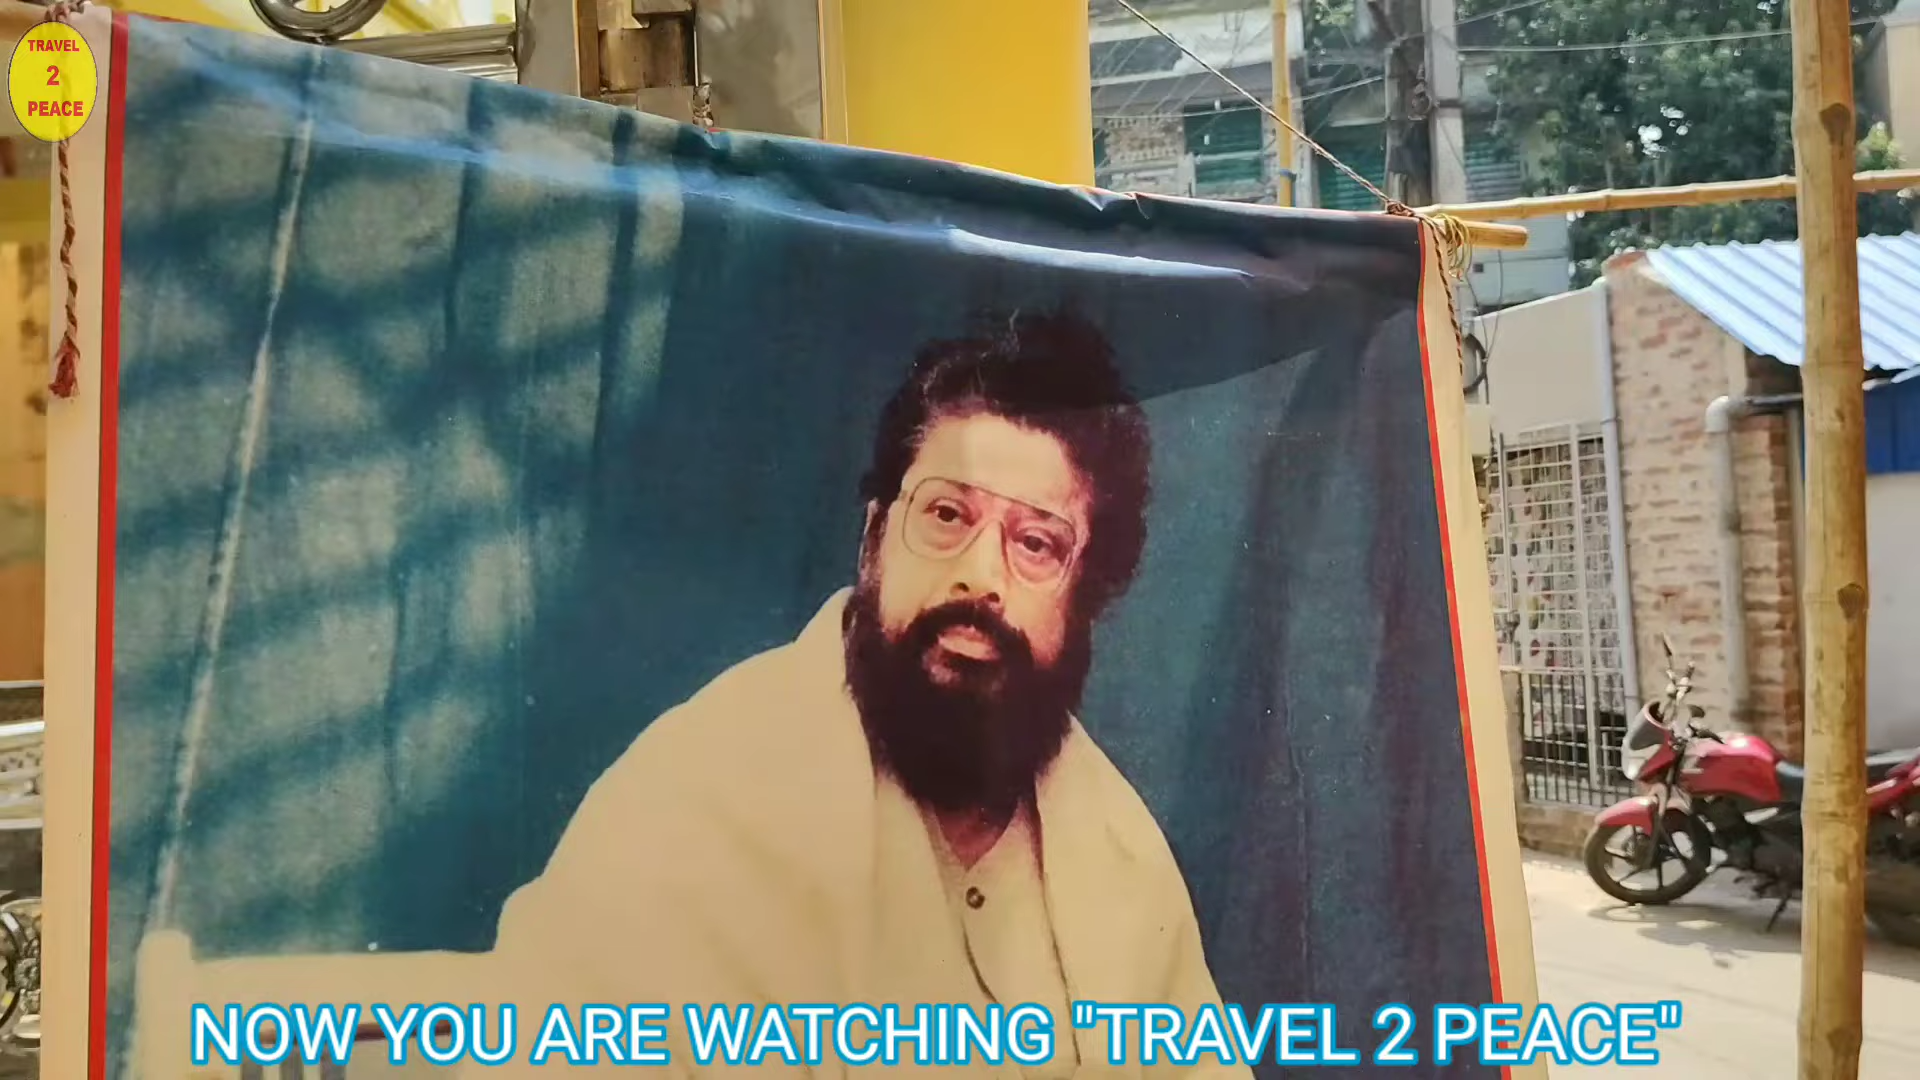 TRAVEL
2
PEACE
NOW YOU ARE WATCHING "TRAVEL 2 PEACE"